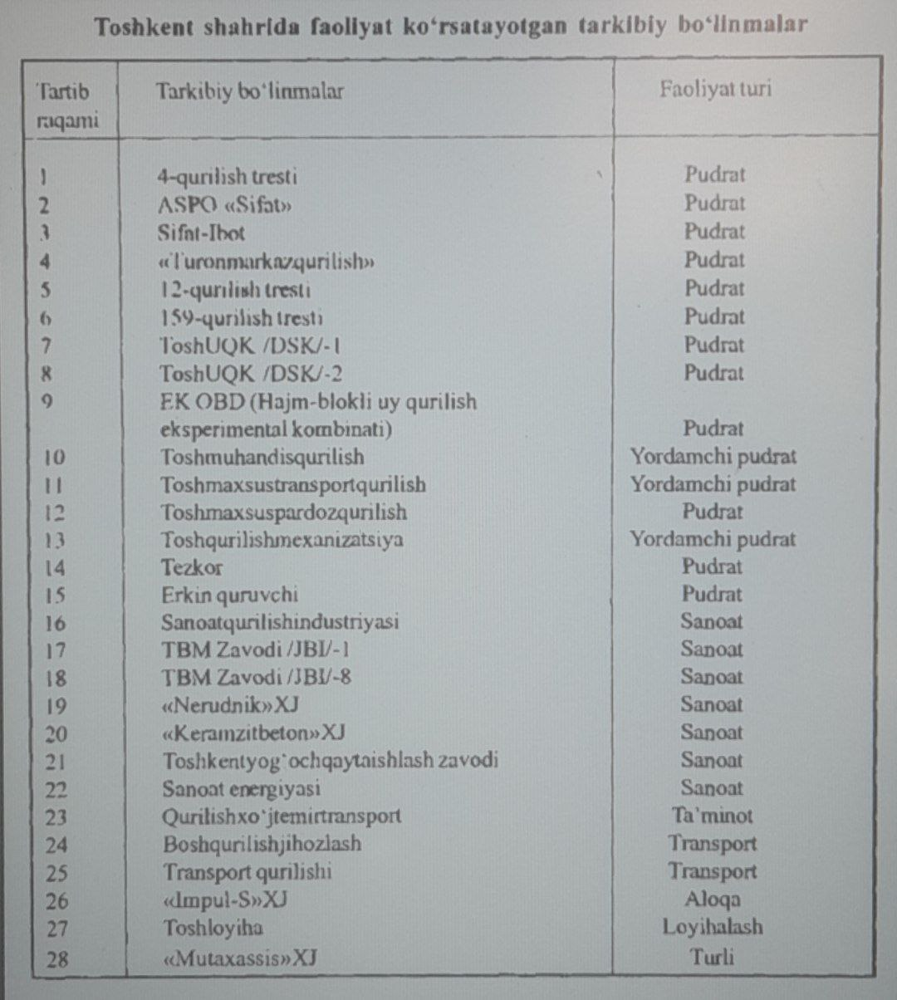 Toshkent shahrida faoliyat ko‘rsatayotgan tarkibiy bo‘linmalar
Tartib raqami Tarkibiy bo‘linmalar Faoliyat turi
1 4-qurilish tresti Pudrat
2 ASPO «Sifat» Pudrat
3 Sifat-Ibot Pudrat
4 «Turonmarkazqurilish» Pudrat
5 12-qurilish tresti Pudrat
6 159-qurilish tresti Pudrat
7 ToshUQK /DSK/-1 Pudrat
8 ToshUQK /DSK/-2 Pudrat
9 EK OBD (Hajm-blokli uy qurilish
eksperimental kombinati) Pudrat
10 Toshmuhandisqurilish Yordamchi pudrat
11 Toshmaxsustransportqurilish Yordamchi pudrat
12 Toshmaxsuspardozqurilish Pudrat
13 Toshqurilishmexanizatsiya Yordamchi pudrat
14 Tezkor Pudrat
15 Erkin quruvchi Pudrat
16 Sanoatqurilishindustriyasi Sanoat
17 TBM Zavodi /JBI/-1 Sanoat
18 TBM Zavodi /JBI/-8 Sanoat
19 «Nerudnik»XJ Sanoat
20 «Keramzitbeton»XJ Sanoat
21 Toshkentyog‘ochqaytaishlash zavodi Sanoat
22 Sanoat energiyasi Sanoat
23 Qurilishxo‘jtemirtransport Ta’minot
24 Boshqurilishjihozlash Transport
25 Transport qurilishi Transport
26 «Impul-S»XJ Aloqa
27 Toshloyiha Loyihalash
28 «Mutaxassis»XJ Turli